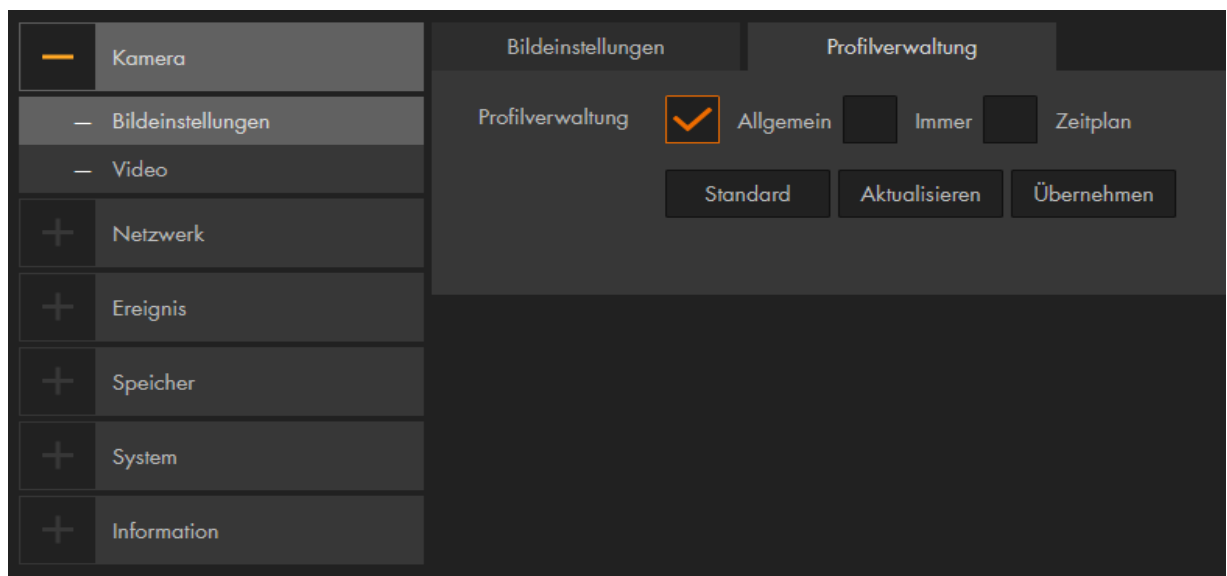 Kamera
Bildeinstellungen
Video
Netzwerk
Ereignis
Speicher
System
Information
Bildeinstellungen Profilverwaltung
Profilverwaltung Allgemein Immer Zeitplan
Standard Aktualisieren Übernehmen